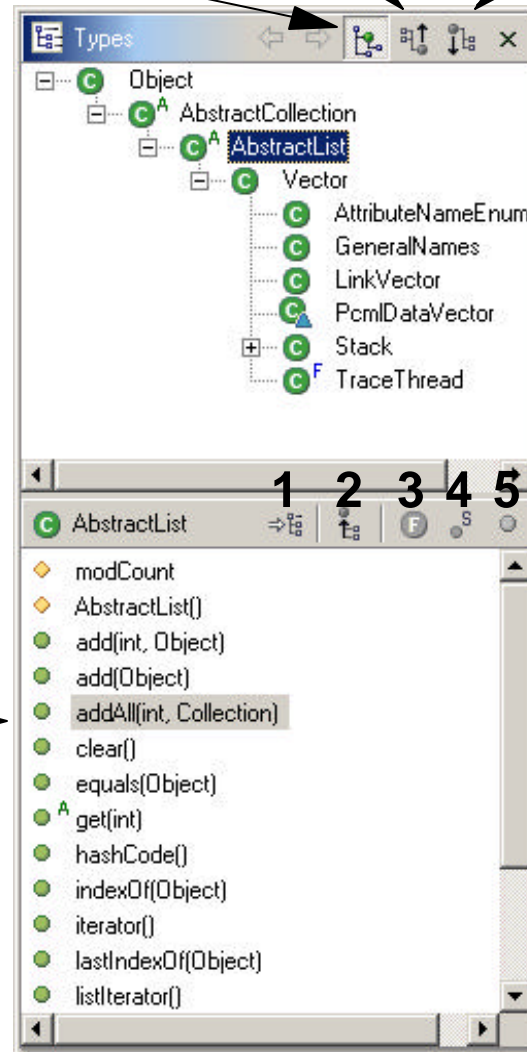 Types
Object
A AbstractCollection
A AbstractList
Vector
AttributeNameEnum
GeneralNames
LinkVector
PcmlDataVector
Stack
F TraceThread
1 2 3 4 5
AbstractList
modCount
AbstractList()
add(int, Object)
add(Object)
addAll(int, Collection)
clear()
equals(Object)
A get(int)
hashCode()
indexOf(Object)
iterator()
lastIndexOf(Object)
listIterator()